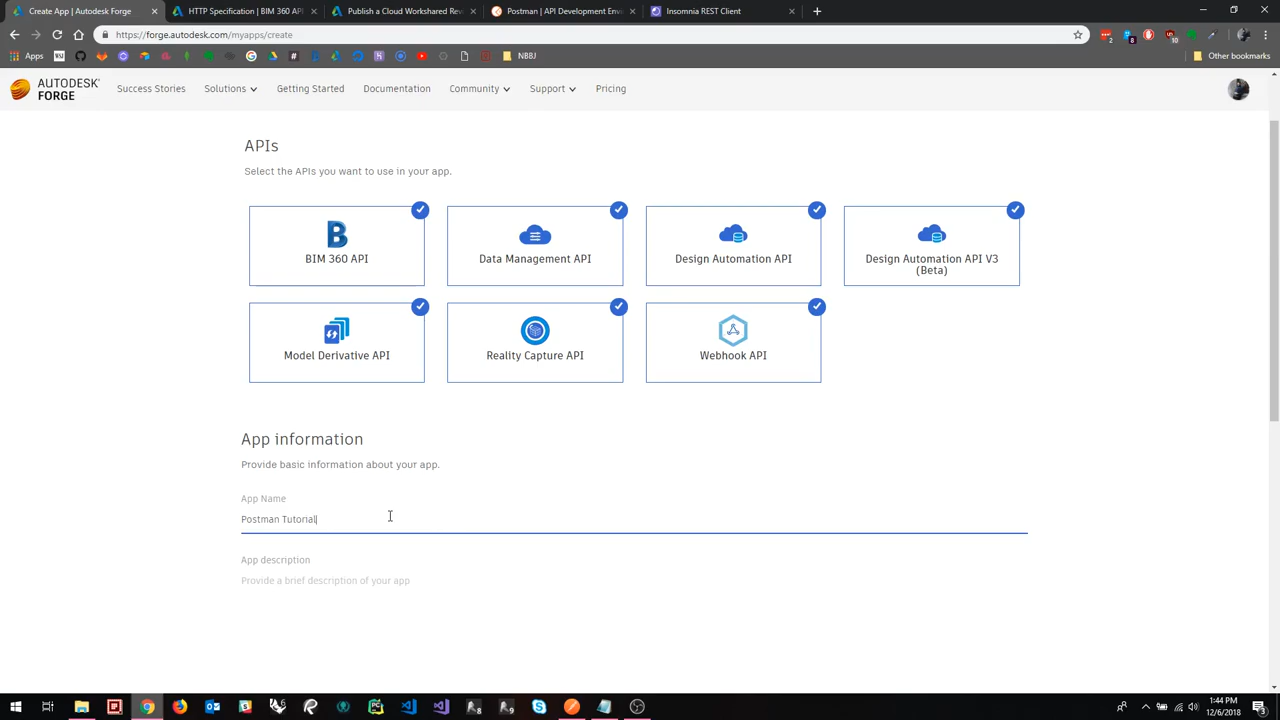 Create App | Autodesk Forge
HTTP Specification | BIM 360 API
Publish a Cloud Workshared Rev
Postman | API Development Envi
Insomnia REST Client
https://forge.autodesk.com/myapps/create
Apps
NBBJ
Other bookmarks
AUTODESK®
FORGE
Success Stories
Solutions
Getting Started
Documentation
Community
Support
Pricing
APIs
Select the APIs you want to use in your app.
BIM 360 API
Data Management API
Design Automation API
Design Automation API V3
(Beta)
Model Derivative API
Reality Capture API
Webhook API
App information
Provide basic information about your app.
App Name
Postman Tutorial
App description
Provide a brief description of your app
1:44 PM
12/6/2018